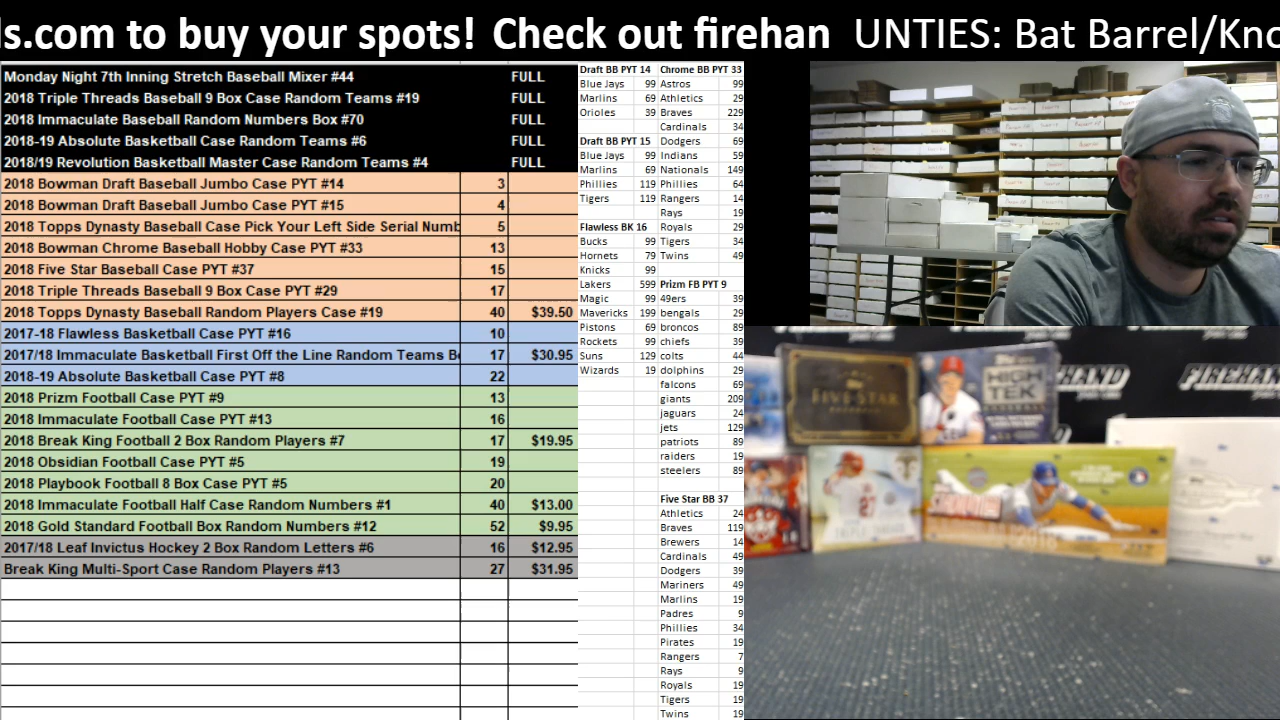 ls.com to buy your spots! Check out firehan UNTIES: Bat Barrel/Kno
Monday Night 7th Inning Stretch Baseball Mixer #44 FULL
2018 Triple Threads Baseball 9 Box Case Random Teams #19 FULL
2018 Immaculate Baseball Random Numbers Box #70 FULL
2018-19 Absolute Basketball Random Teams #6 FULL
2018/19 Revolution Basketball Master Case Random Teams #4 FULL
2018 Bowman Draft Baseball Jumbo Case PYT #14 3
2018 Bowman Draft Baseball Jumbo Case PYT #15 4
2018 Topps Dynasty Baseball Case Pick Your Left Side Serial Numb 5
2018 Bowman Chrome Baseball Hobby Case PYT #33 13
2018 Five Star Baseball Case PYT #37 15
2018 Triple Threads Baseball 9 Box Case PYT #29 17
2018 Topps Dynasty Baseball Random Players Case #19 40 $39.50
2017-18 Flawless Basketball Case PYT #16 10
2017/18 Immaculate Basketball First Off the Line Random Teams Bo 17 $30.95
2018-19 Absolute Basketball Case PYT #8 22
2018 Prizm Football Case PYT #9 13
2018 Immaculate Football Case PYT #13 16
2018 Break King Football 2 Box Random Players #7 17 $19.95
2018 Obsidian Football Case PYT #5 19
2018 Playbook Football 8 Box Case PYT #5 20
2018 Immaculate Football Half Case Random Numbers #1 40 $13.00
2018 Gold Standard Football Box Random Numbers #12 52 $9.95
2017/18 Leaf Invictus Hockey 2 Box Random Letters #6 16 $12.95
Break King Multi-Sport Case Random Players #13 27 $31.95
Draft BB PYT 14
Blue Jays 99
Marlins 69
Orioles 39
Draft BB PYT 15
Blue Jays 99
Marlins 69
Phillies 119
Tigers 119
Flawless BK 16
Bucks 99
Hornets 79
Knicks 99
Lakers 599
Magic 99
Mavericks 199
Pistons 69
Rockets 99
Suns 129
Wizards 19
Chrome BB PYT 33
Astros 99
Athletics 29
Braves 229
Cardinals 34
Dodgers 69
Indians 59
Nationals 149
Phillies 64
Rangers 14
Rays 19
Royals 29
Tigers 34
Twins 49
Prizm FB PYT 9
49ers 39
bengals 29
broncos 89
chiefs 39
colts 44
dolphins 29
falcons 69
giants 209
jaguars 24
jets 129
patriots 89
raiders 19
steelers 89
Five Star BB 37
Athletics 24
Braves 119
Brewers 14
Cardinals 49
Dodgers 39
Mariners 49
Marlins 19
Padres 9
Phillies 34
Pirates 19
Rangers 7
Rays 9
Royals 19
Tigers 19
Twins 19
FIVE STAR
HIGH TEK
FIREHAND
TRIPLE THREADS